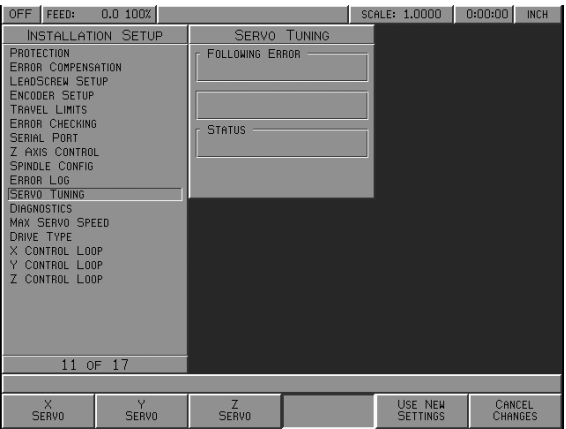 OFF FEED: 0.0 100% SCALE: 1.0000 0:00:00 INCH
INSTALLATION SETUP
PROTECTION
ERROR COMPENSATION
LEADSCREW SETUP
ENCODER SETUP
TRAVEL LIMITS
ERROR CHECKING
SERIAL PORT
Z AXIS CONTROL
SPINDLE CONFIG
ERROR LOG
SERVO TUNING
DIAGNOSTICS
MAX SERVO SPEED
DRIVE TYPE
X CONTROL LOOP
Y CONTROL LOOP
Z CONTROL LOOP
11 OF 17
SERVO TUNING
FOLLOWING ERROR
STATUS
X
SERVO
Y
SERVO
Z
SERVO
USE NEW
SETTINGS
CANCEL
CHANGES